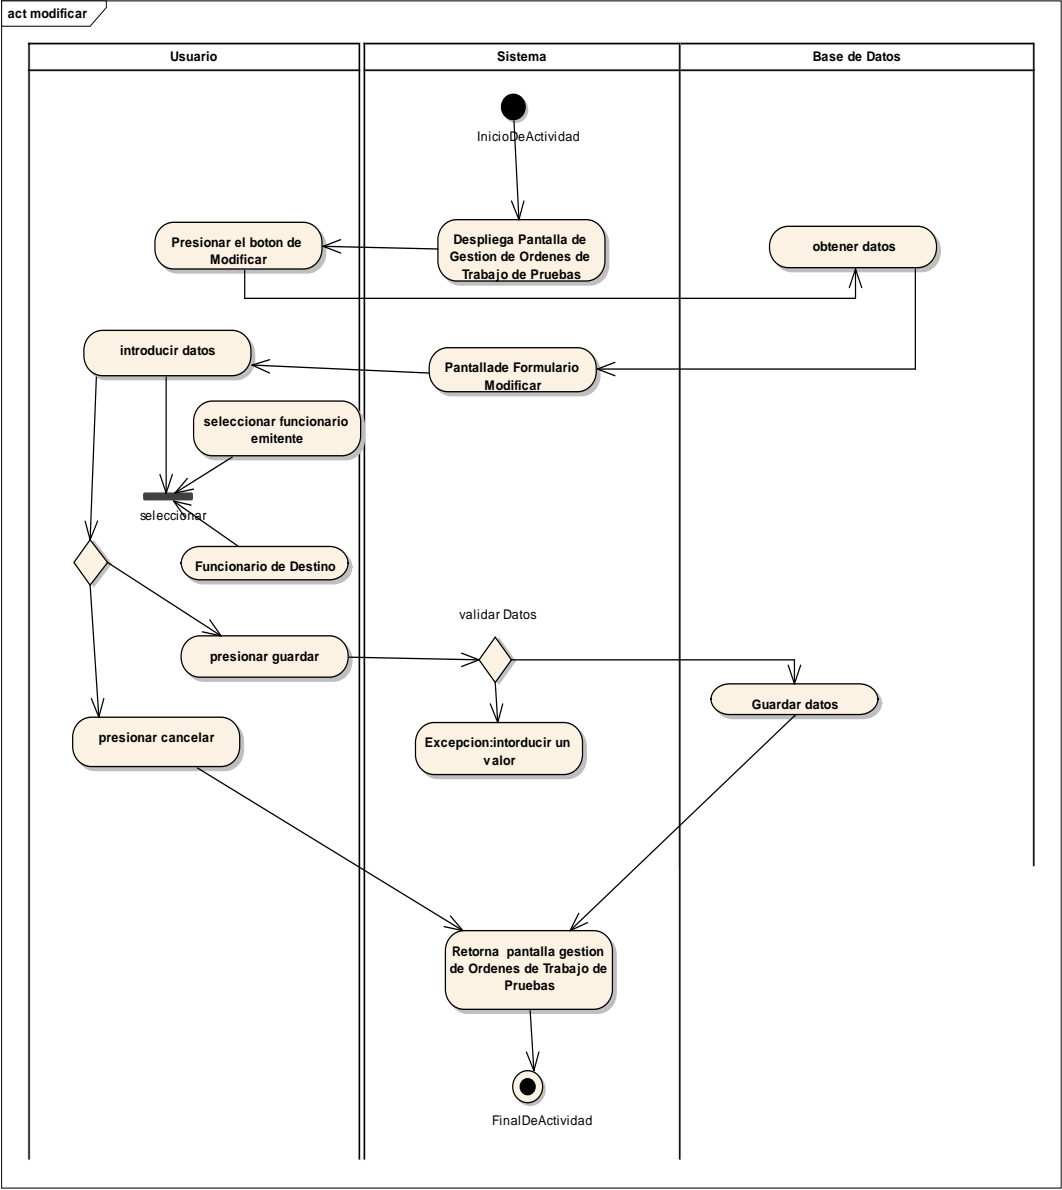 act modificar
Usuario
Sistema
Base de Datos
InicioDeActividad
Presionar el boton de
Modificar
Despliega Pantalla de
Gestion de Ordenes de
Trabajo de Pruebas
obtener datos
introducir datos
Pantallade Formulario
Modificar
seleccionar funcionario
emitente
seleccionar
Funcionario de Destino
validar Datos
presionar guardar
Guardar datos
presionar cancelar
Excepcion:intorducir un
valor
Retorna pantalla gestion
de Ordenes de Trabajo de
Pruebas
FinalDeActividad